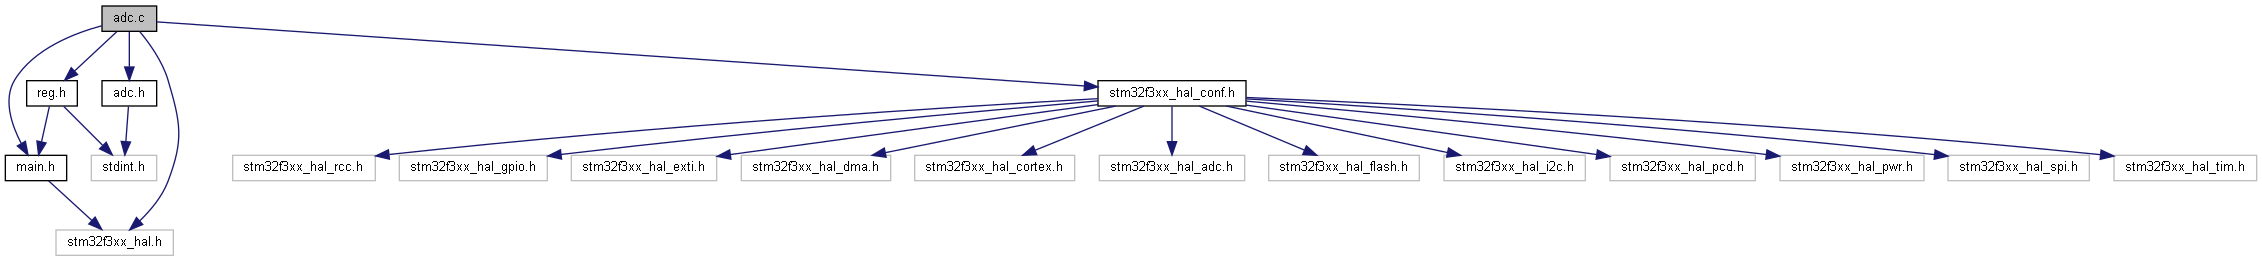 adc.c
reg.h
adc.h
stm32f3xx_hal_conf.h
main.h
stdint.h
stm32f3xx_hal_rcc.h
stm32f3xx_hal_gpio.h
stm32f3xx_hal_exti.h
stm32f3xx_hal_dma.h
stm32f3xx_hal_cortex.h
stm32f3xx_hal_adc.h
stm32f3xx_hal_flash.h
stm32f3xx_hal_i2c.h
stm32f3xx_hal_pcd.h
stm32f3xx_hal_pwr.h
stm32f3xx_hal_spi.h
stm32f3xx_hal_tim.h
stm32f3xx_hal.h